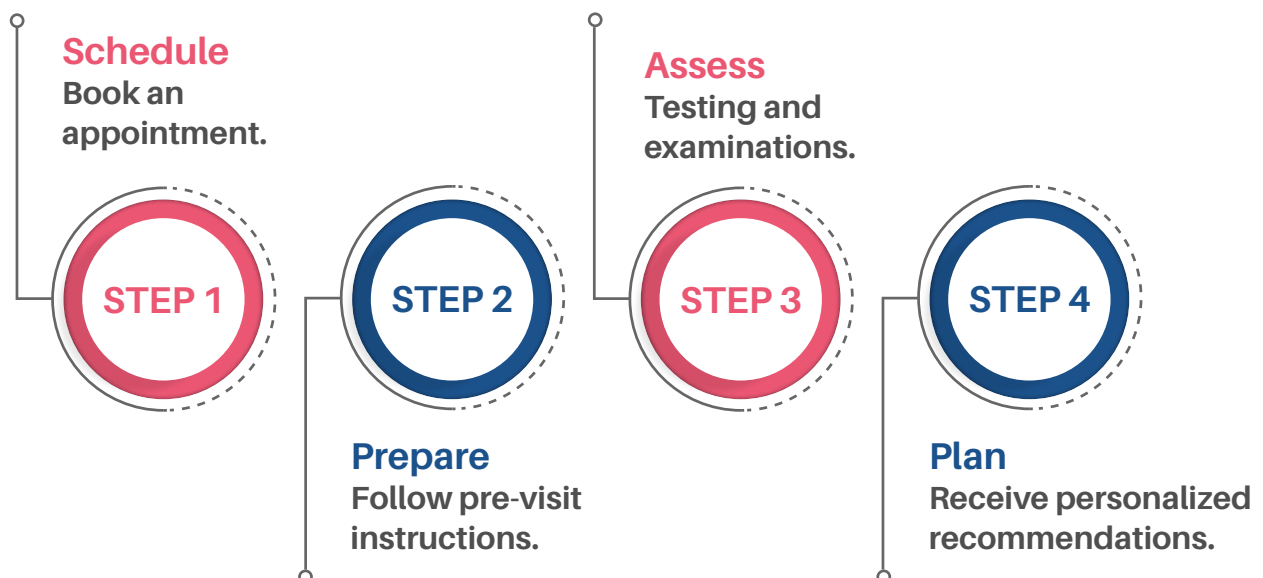 Schedule
Book an
appointment.
STEP 1
STEP 2
Prepare
Follow pre-visit
instructions.
Assess
Testing and
examinations.
STEP 3
STEP 4
Plan
Receive personalized
recommendations.